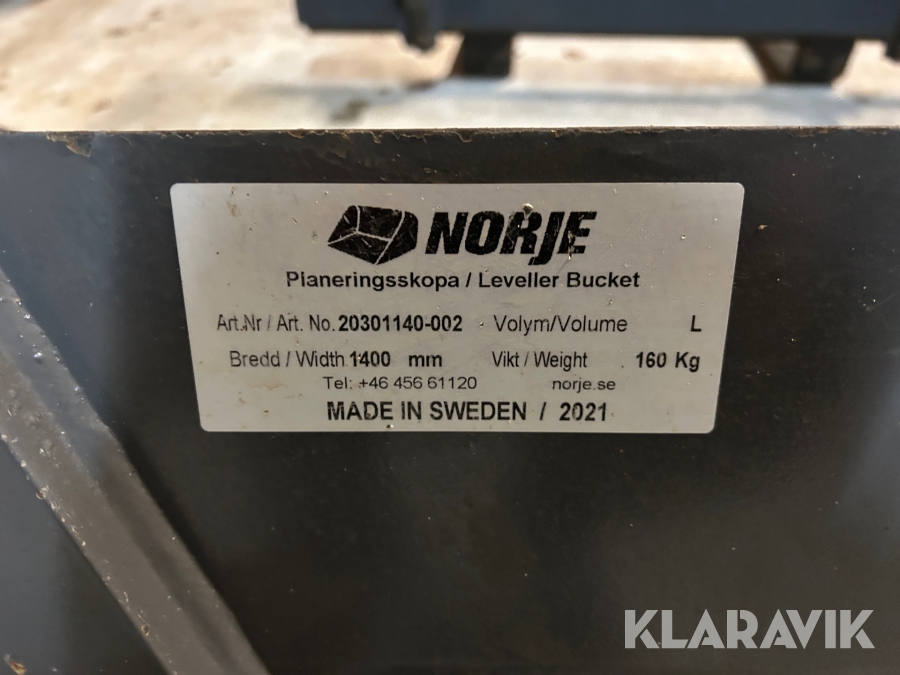 NORJE
Planeringsskopa / Leveller Bucket
Art.Nr / Art. No. 20301140-002 Volym/Volume L
Bredd / Width 1400 mm Vikt / Weight 160 Kg
Tel: +46 456 61120 norje.se
MADE IN SWEDEN / 2021
KLARAVIK